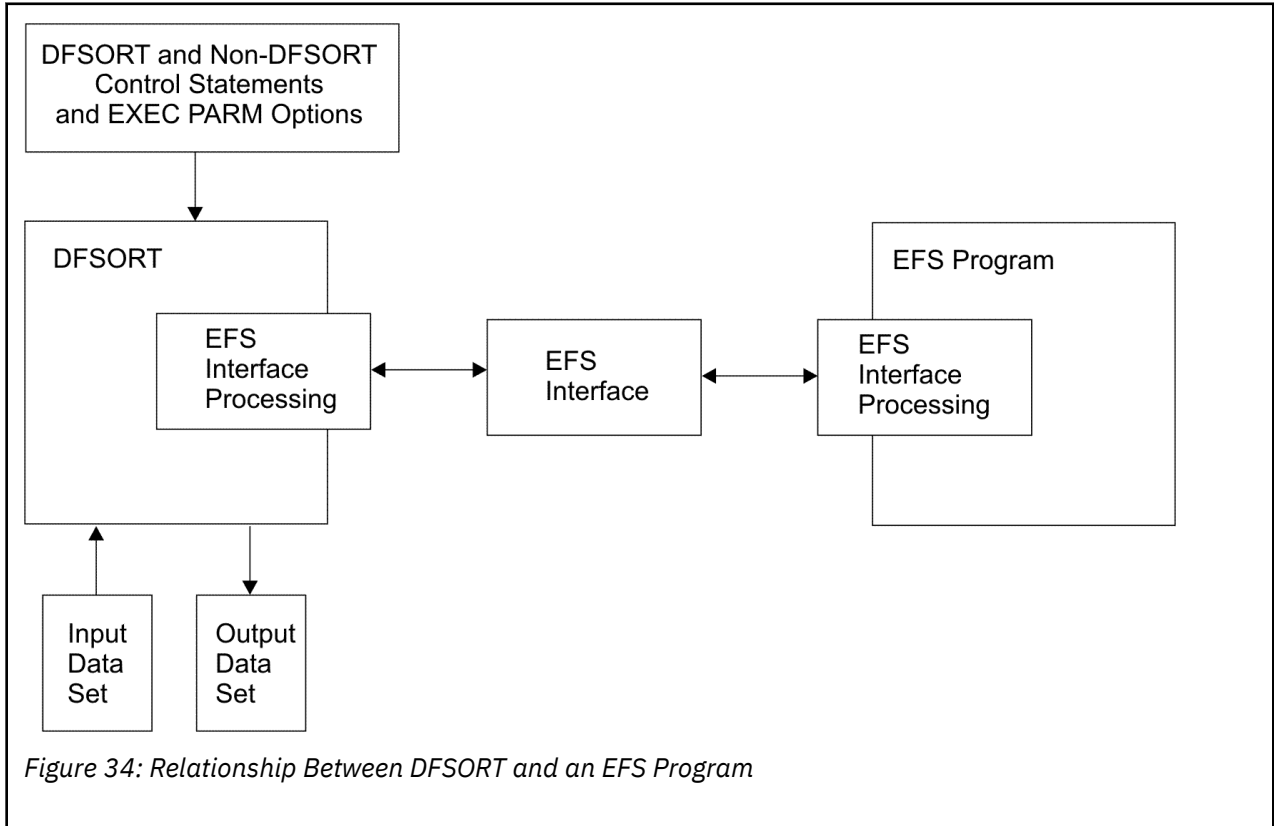 DFSORT and Non-DFSORT
Control Statements
and EXEC PARM Options
DFSORT
EFS Program
EFS
Interface
Processing
EFS
Interface
EFS
Interface
Processing
Input
Data
Set
Output
Data
Set
Figure 34: Relationship Between DFSORT and an EFS Program